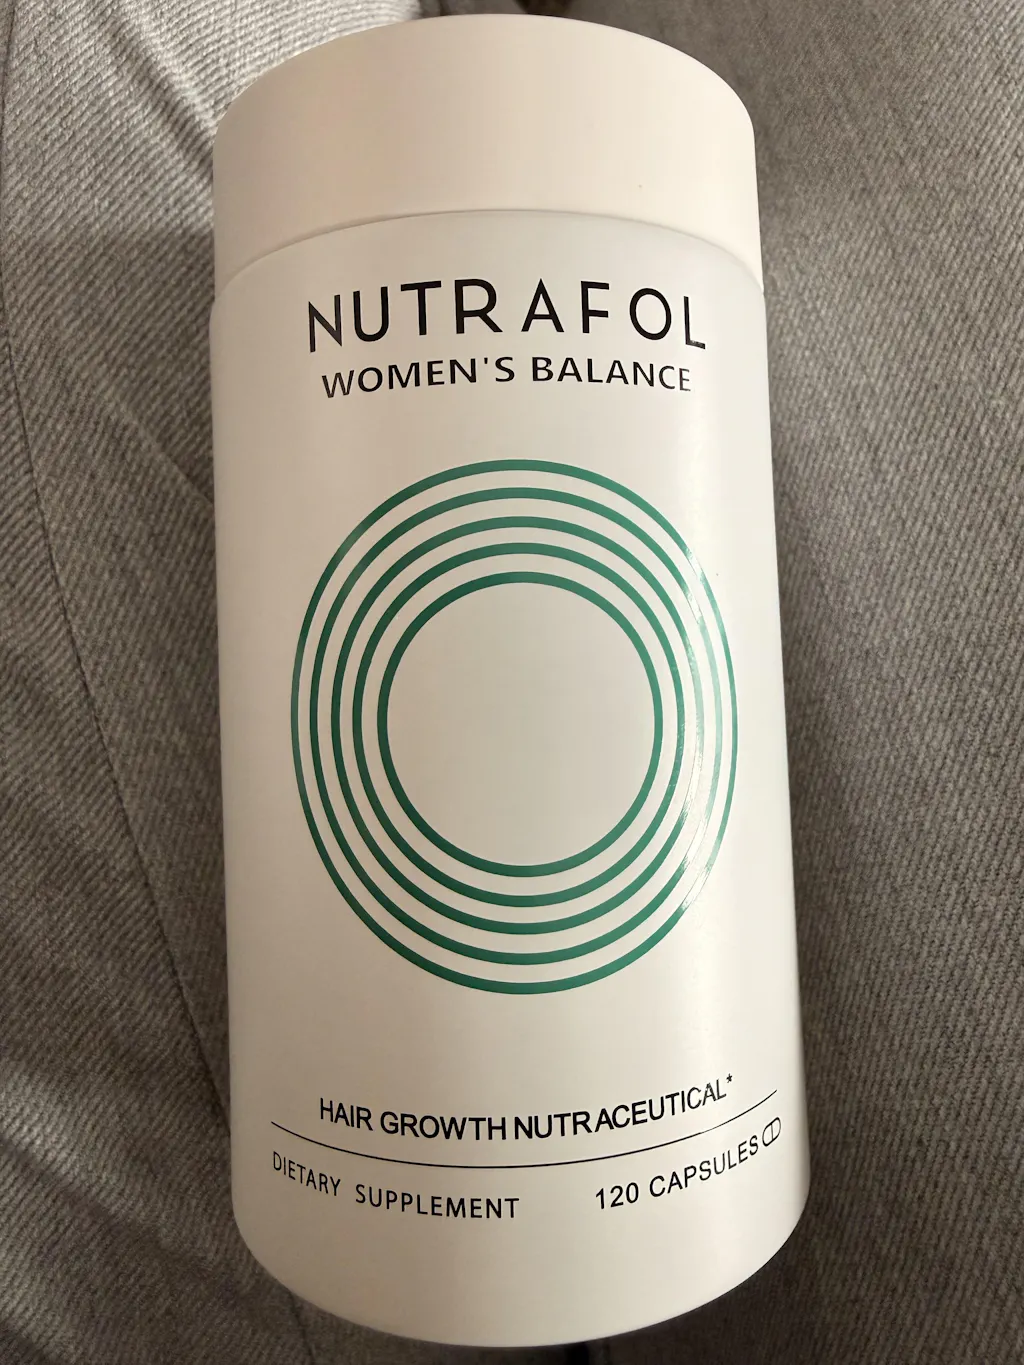 NUTRAFOL
WOMEN'S BALANCE
HAIR GROWTH NUTRACEUTICAL*
DIETARY SUPPLEMENT 120 CAPSULES